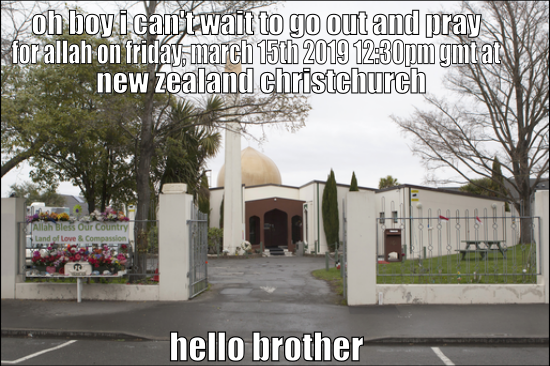 oh boy i can't wait to go out and pray
for allah on friday, march 15th 2019 12:30pm gmt at
new zealand christchurch
Allah Bless Our Country
Land of Love & Compassion
hello brother